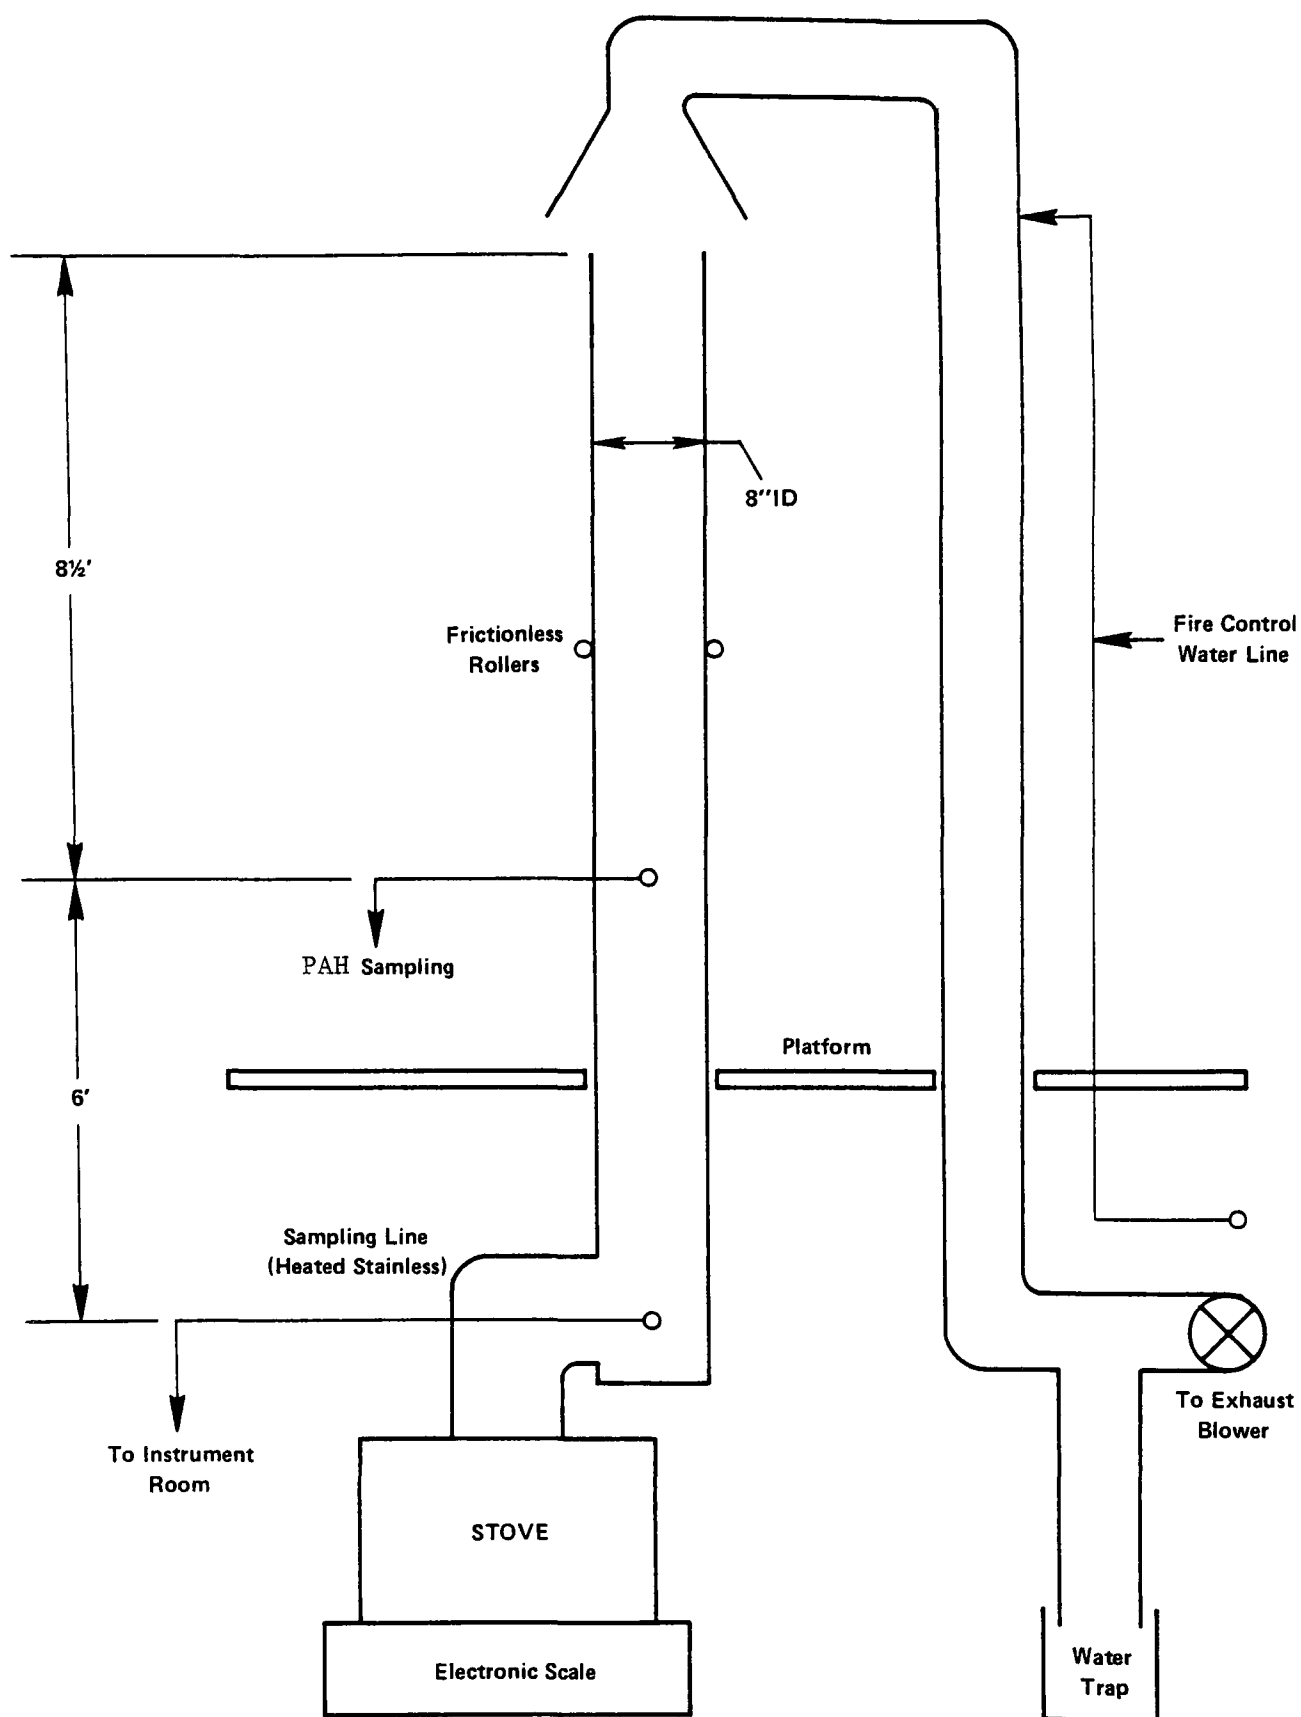 8"ID
8½'
Frictionless
Rollers
Fire Control
Water Line
PAH Sampling
Platform
6'
Sampling Line
(Heated Stainless)
To Instrument
Room
To Exhaust
Blower
STOVE
Electronic Scale
Water
Trap